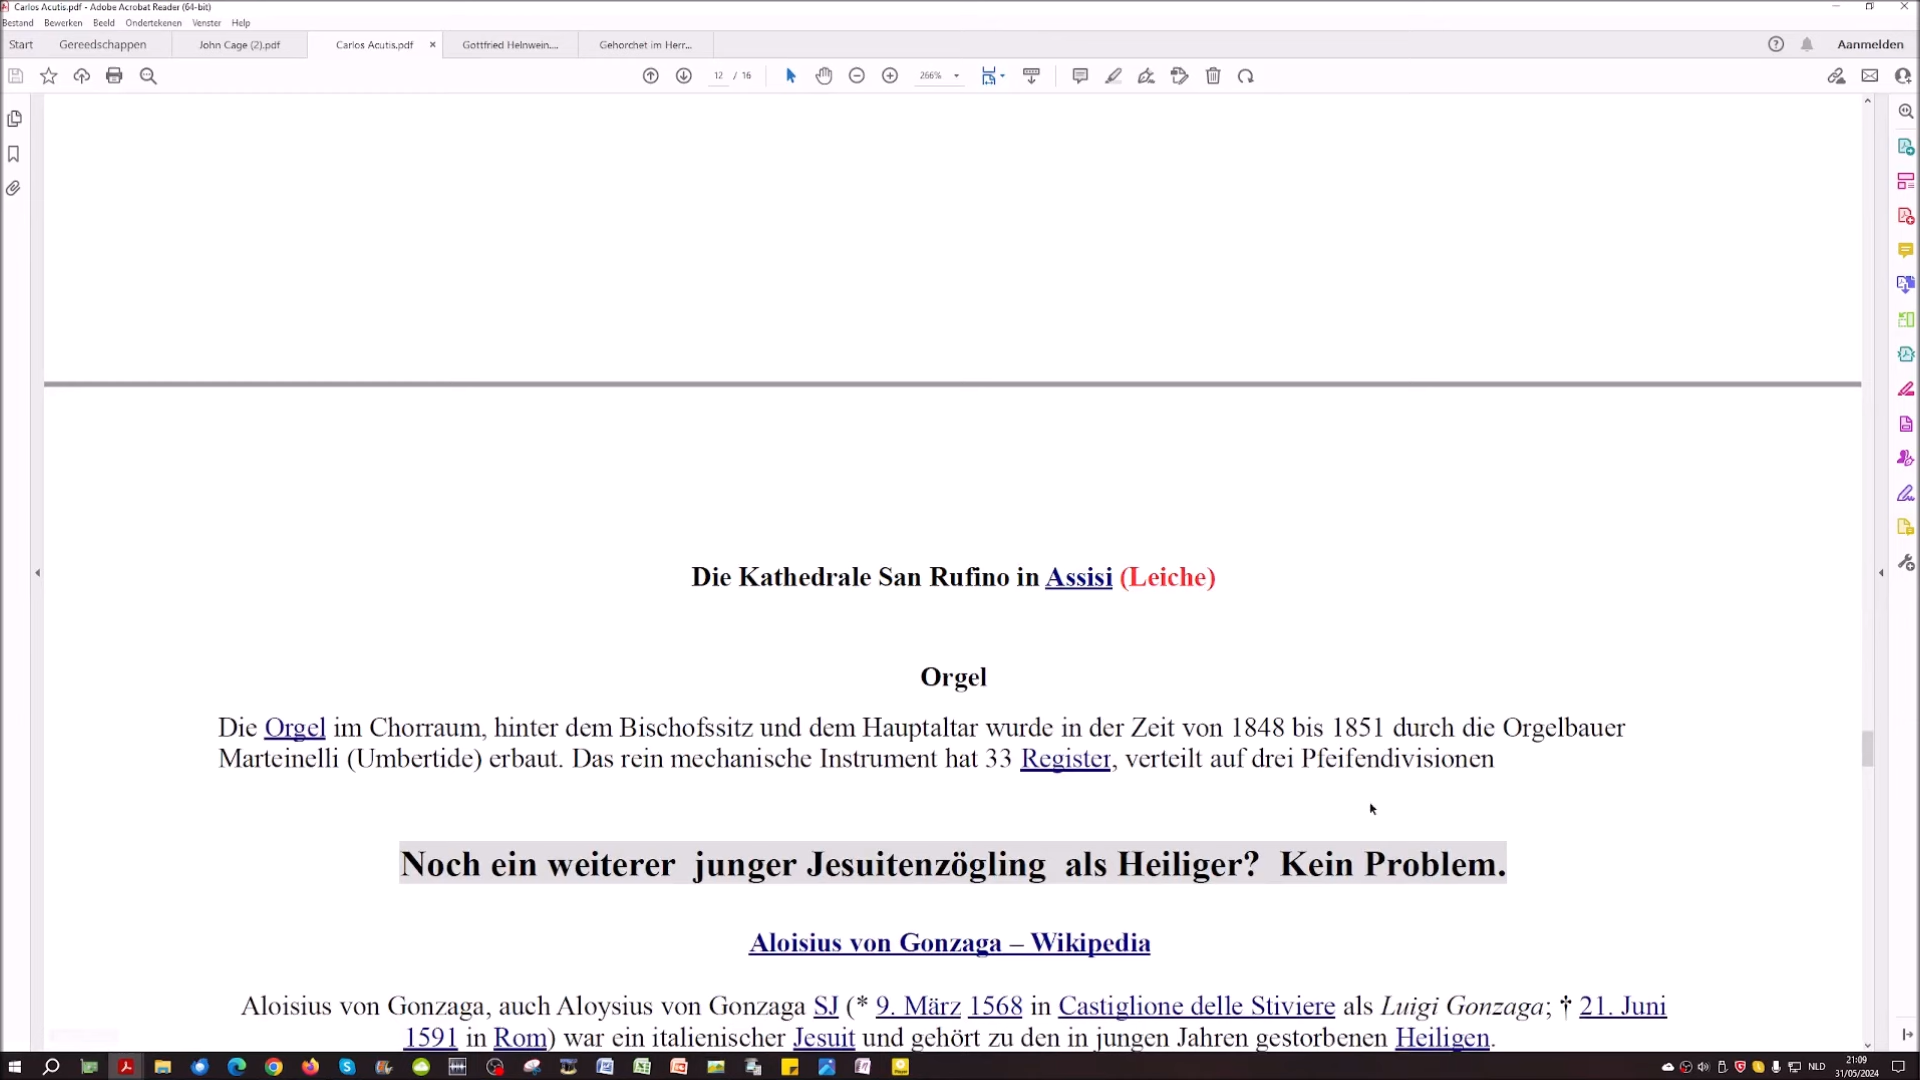 Carlos Acutis.pdf - Adobe Acrobat Reader (64-bit)
Bestand Bewerken Beeld Ondertekenen Venster Help
Start Gereedschappen John Cage (2).pdf Carlos Acutis.pdf × Gottfried Helnwein.... Gehorchet im Herr... Aanmelden
12 / 16 266%
Die Kathedrale San Rufino in Assisi (Leiche)
Orgel
Die Orgel im Chorraum, hinter dem Bischofssitz und dem Hauptaltar wurde in der Zeit von 1848 bis 1851 durch die Orgelbauer
Marteinelli (Umbertide) erbaut. Das rein mechanische Instrument hat 33 Register, verteilt auf drei Pfeifendivisionen
Noch ein weiterer junger Jesuitenzögling als Heiliger? Kein Problem.
Aloisius von Gonzaga – Wikipedia
Aloisius von Gonzaga, auch Aloysius von Gonzaga SJ (* 9. März 1568 in Castiglione delle Stiviere als Luigi Gonzaga; † 21. Juni
1591 in Rom) war ein italienischer Jesuit und gehört zu den in jungen Jahren gestorbenen Heiligen.
NLD
21:09
31/05/2024